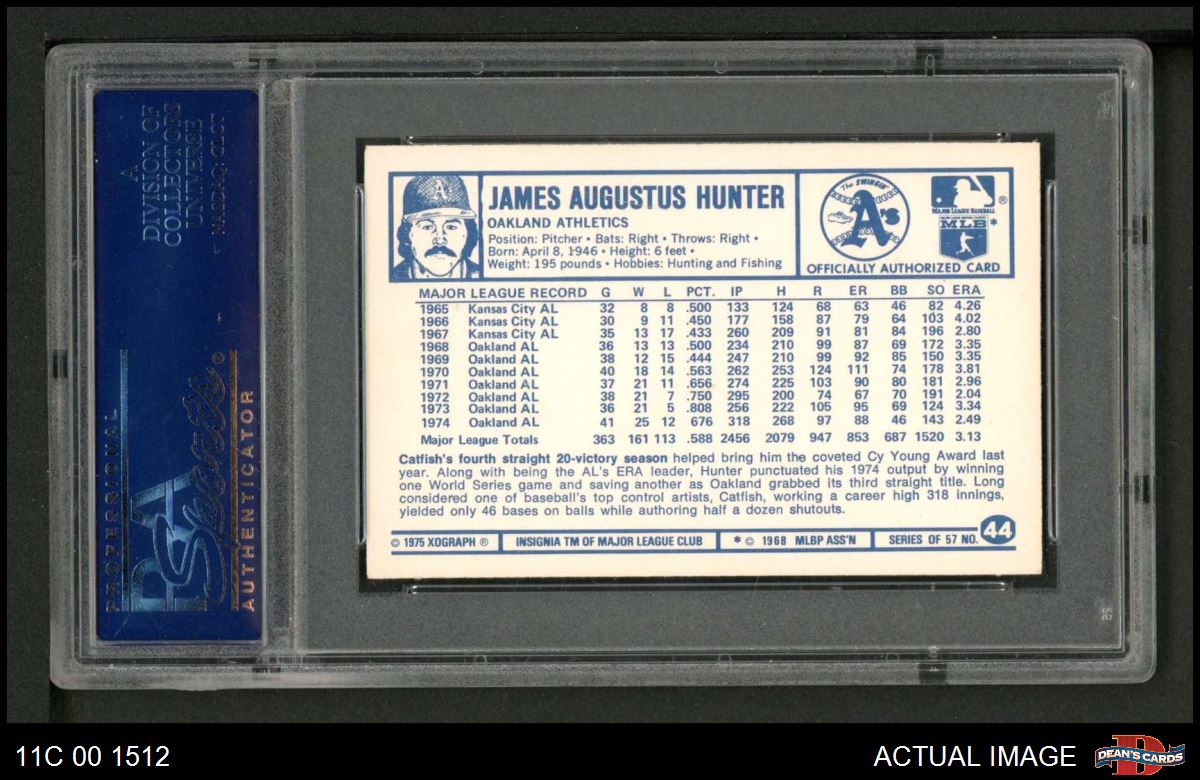 A
DIVISION OF
COLLECTORS
UNIVERSE
NASDAQ: CLCT
PROFESSIONAL
PSA
Sports
®
AUTHENTICATOR
A's
JAMES AUGUSTUS HUNTER
OAKLAND ATHLETICS
Position: Pitcher • Bats: Right • Throws: Right •
Born: April 8, 1946 • Height: 6 feet •
Weight: 195 pounds • Hobbies: Hunting and Fishing
The SWINGIN'
A's
MAJOR LEAGUE BASEBALL ®
MLB *
OFFICIALLY AUTHORIZED CARD
MAJOR LEAGUE RECORD G W L PCT. IP H R ER BB SO ERA
1965 Kansas City AL 32 8 8 .500 133 124 68 63 46 82 4.26
1966 Kansas City AL 30 9 11 .450 177 158 87 79 64 103 4.02
1967 Kansas City AL 35 13 17 .433 260 209 91 81 84 196 2.80
1968 Oakland AL 36 13 13 .500 234 210 99 87 69 172 3.35
1969 Oakland AL 38 12 15 .444 247 210 99 92 85 150 3.35
1970 Oakland AL 40 18 14 .563 262 253 124 111 74 178 3.81
1971 Oakland AL 37 21 11 .656 274 225 103 90 80 181 2.96
1972 Oakland AL 38 21 7 .750 295 200 74 67 70 191 2.04
1973 Oakland AL 36 21 5 .808 256 222 105 95 69 124 3.34
1974 Oakland AL 41 25 12 676 318 268 97 88 46 143 2.49
Major League Totals 363 161 113 .588 2456 2079 947 853 687 1520 3.13
Catfish's fourth straight 20-victory season helped bring him the coveted Cy Young Award last
year. Along with being the AL's ERA leader, Hunter punctuated his 1974 output by winning
one World Series game and saving another as Oakland grabbed its third straight title. Long
considered one of baseball's top control artists, Catfish, working a career high 318 innings,
yielded only 46 bases on balls while authoring half a dozen shutouts.
© 1975 XOGRAPH ® INSIGNIA TM OF MAJOR LEAGUE CLUB * © 1968 MLBP ASS'N SERIES OF 57 NO. 44
11C 00 1512
ACTUAL IMAGE
DEAN'S CARDS